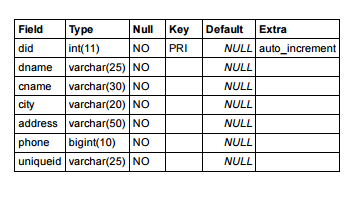 Field Type Null Key Default Extra
did int(11) NO PRI NULL auto_increment
dname varchar(25) NO NULL
cname varchar(30) NO NULL
city varchar(20) NO NULL
address varchar(50) NO NULL
phone bigint(10) NO NULL
uniqueid varchar(25) NO NULL